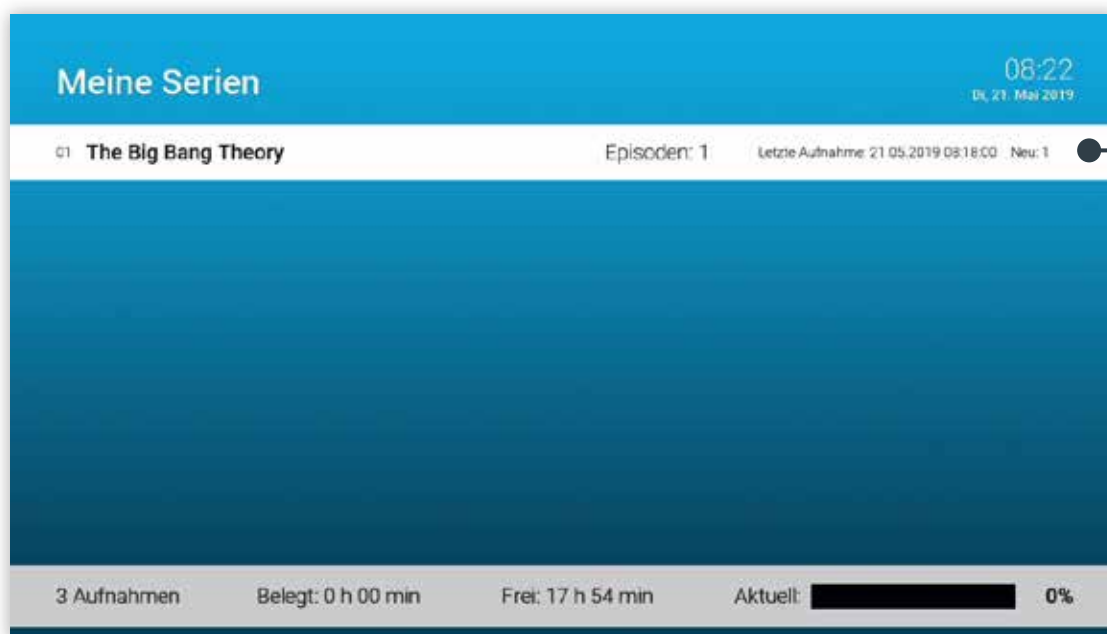 Meine Serien
08:22
Di, 21. Mai 2019
01 The Big Bang Theory Episoden: 1 Letzte Aufnahme: 21.05.2019 08:18:00 Neu: 1
3 Aufnahmen Belegt: 0 h 00 min Frei: 17 h 54 min Aktuell: 0%